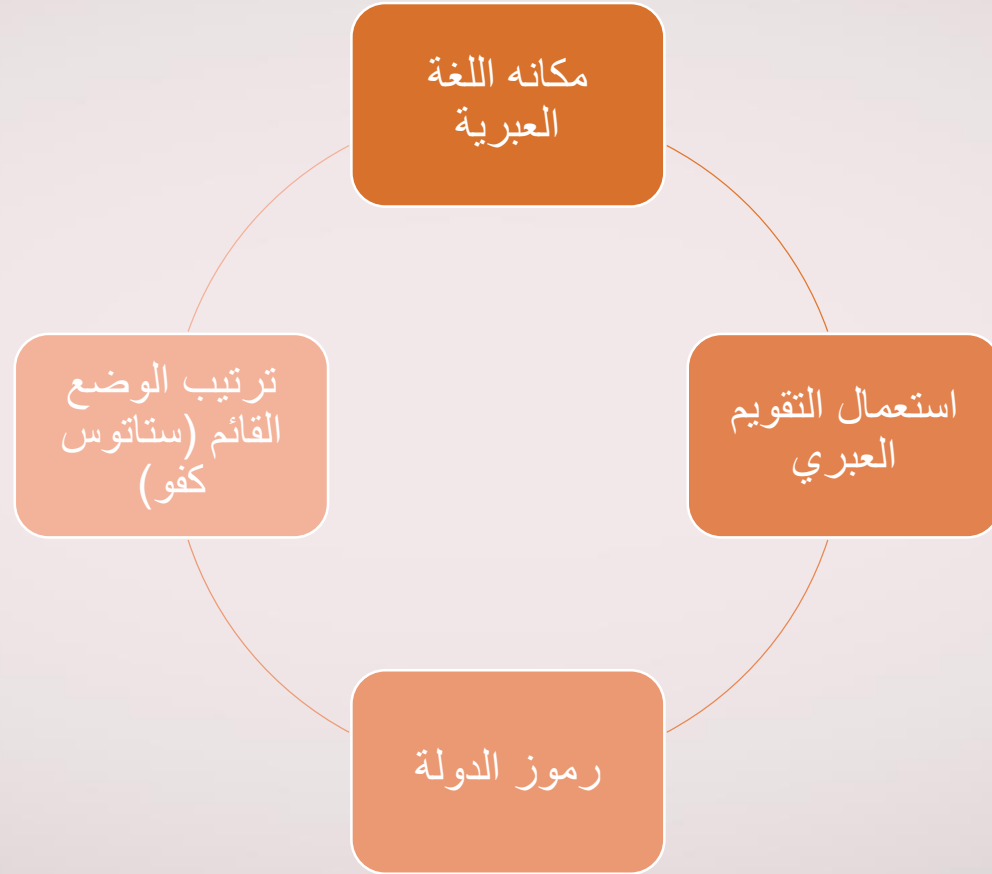 مكانه اللغة
العبرية
استعمال التقويم
العبري
رموز الدولة
ترتيب الوضع
القائم (ستاتوس
كفو)